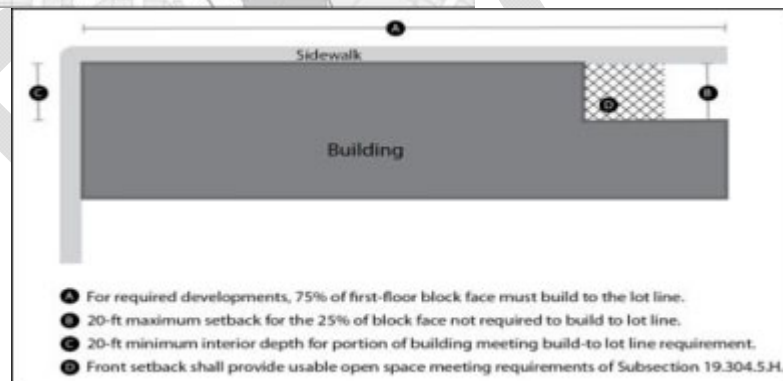 A
Sidewalk
C
B
D
Building
A For required developments, 75% of first-floor block face must build to the lot line.
B 20-ft maximum setback for the 25% of block face not required to build to lot line.
C 20-ft minimum interior depth for portion of building meeting build-to lot line requirement.
D Front setback shall provide usable open space meeting requirements of Subsection 19.304.5.H.